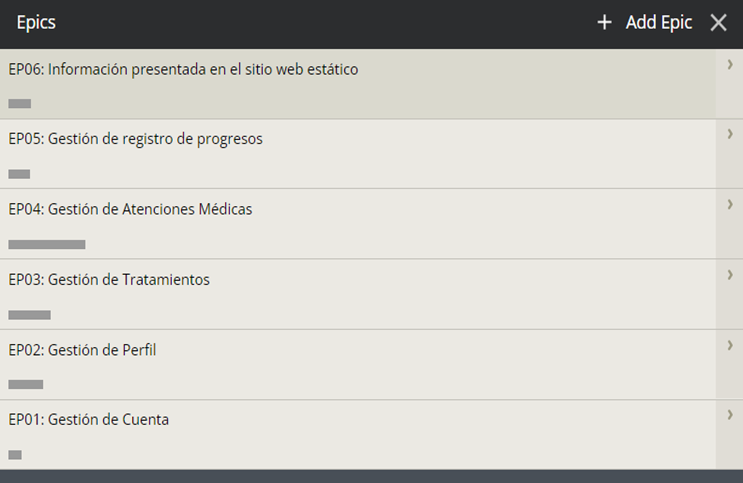 Epics
+ Add Epic ×
EP06: Información presentada en el sitio web estático
EP05: Gestión de registro de progresos
EP04: Gestión de Atenciones Médicas
EP03: Gestión de Tratamientos
EP02: Gestión de Perfil
EP01: Gestión de Cuenta